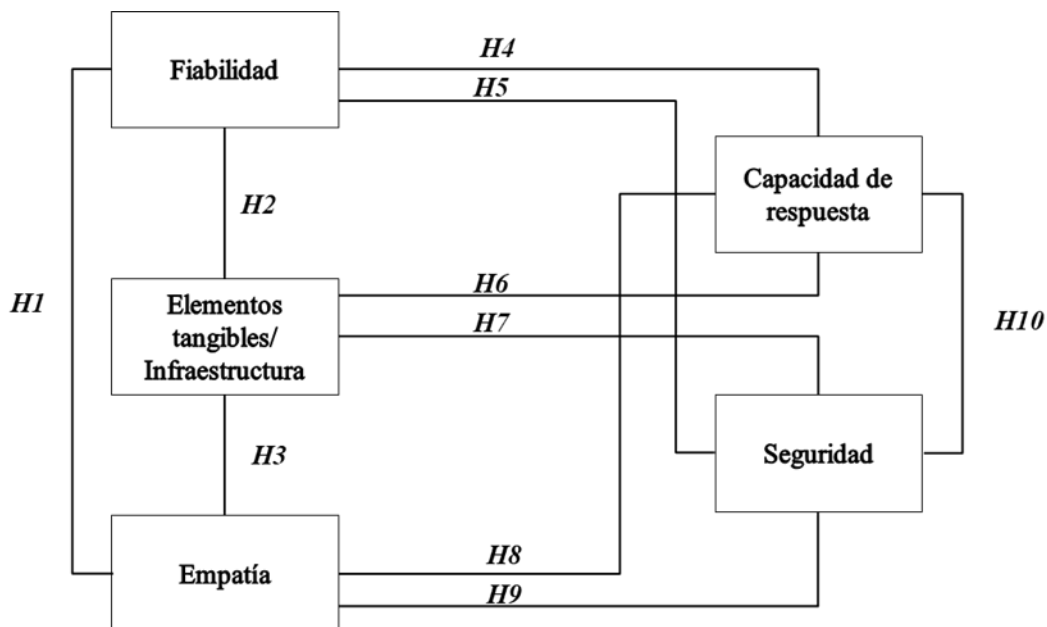 H4
Fiabilidad
H5
Capacidad de
respuesta
H2
H6
Elementos
tangibles/
Infraestructura
H1
H7
H10
H3
Seguridad
H8
Empatía
H9